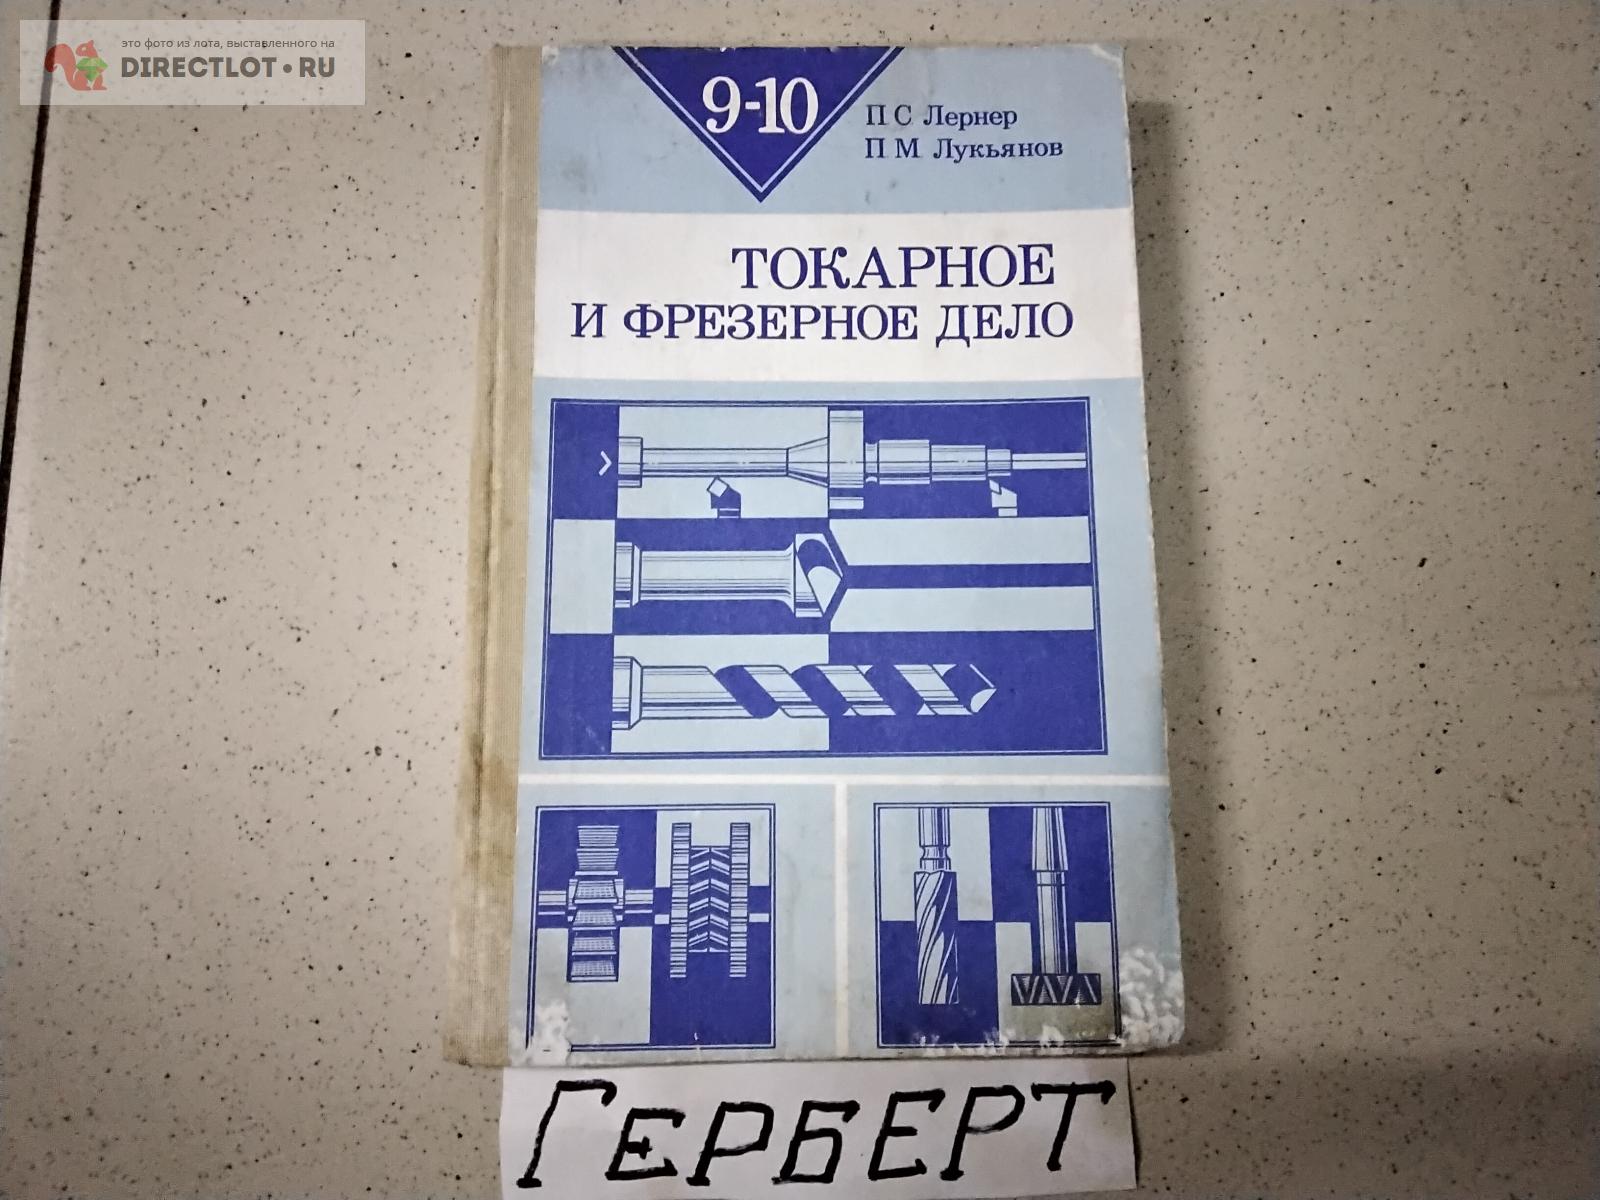 это фото из лота, выставленного на
DIRECTLOT•RU
9-10
П С Лернер
П М Лукьянов
ТОКАРНОЕ
И ФРЕЗЕРНОЕ ДЕЛО
ГЕРБЕРТ